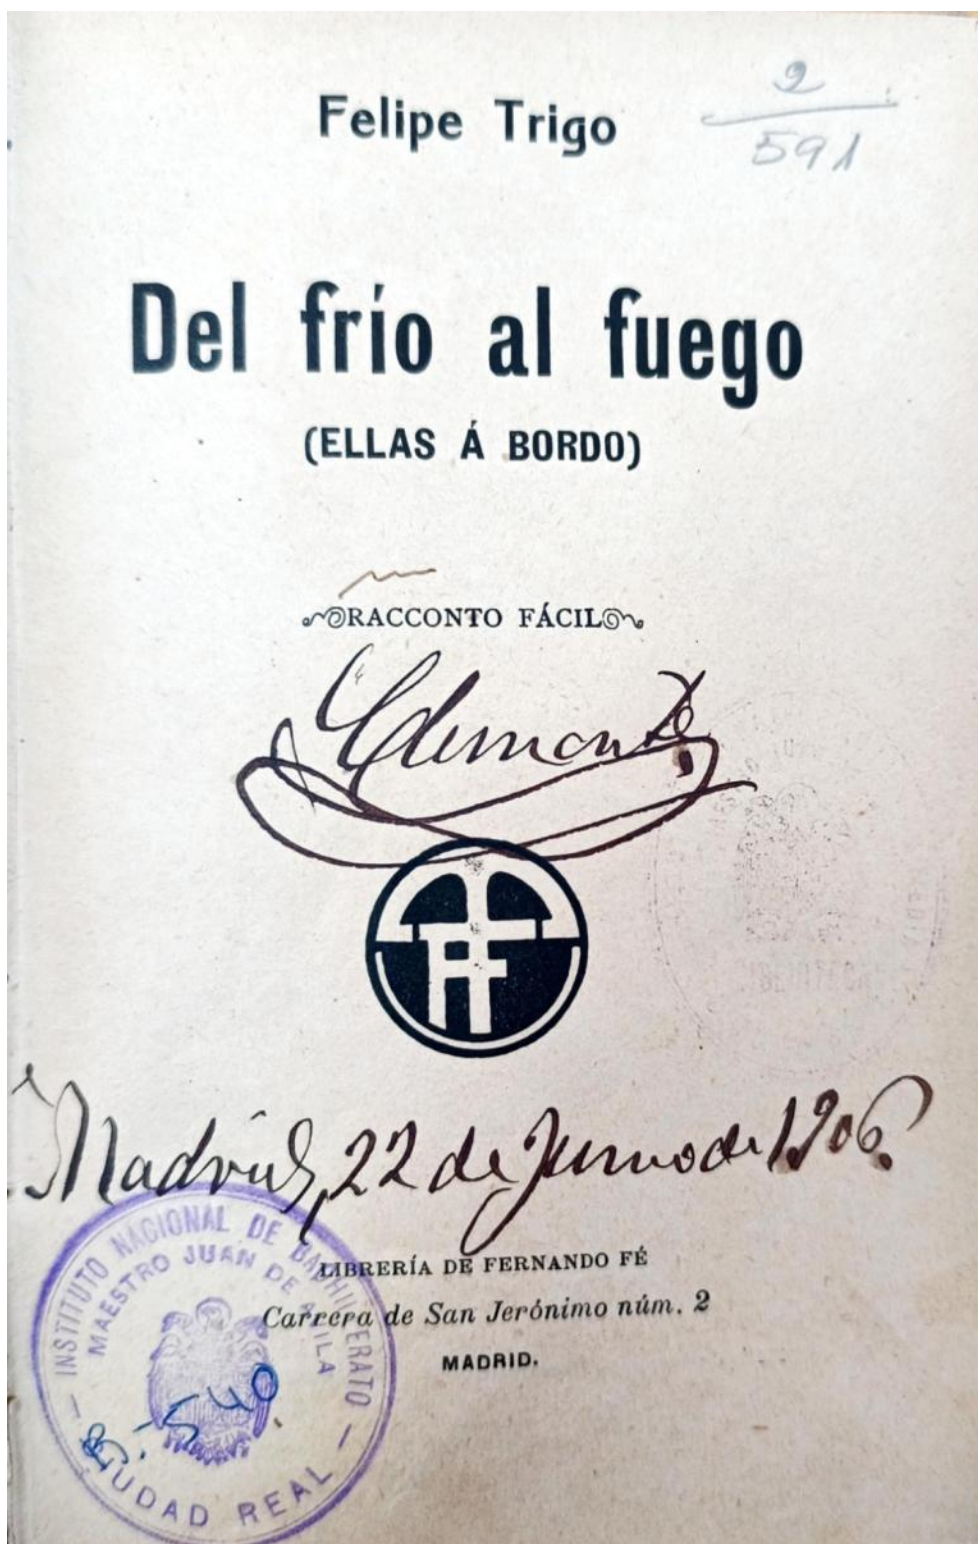 2
591
Felipe Trigo
Del frío al fuego
(ELLAS Á BORDO)
RACCONTO FÁCIL
Madrid, 22 de Junio de 1906.
LIBRERÍA DE FERNANDO FÉ
Carrera de San Jerónimo núm. 2
MADRID.
INSTITUTO NACIONAL DE BACHILLERATO
MAESTRO JUAN DE AVILA
CIUDAD REAL